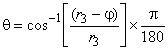 θ = cos⁻¹[(r₃ − φ)/r₃] × π/180